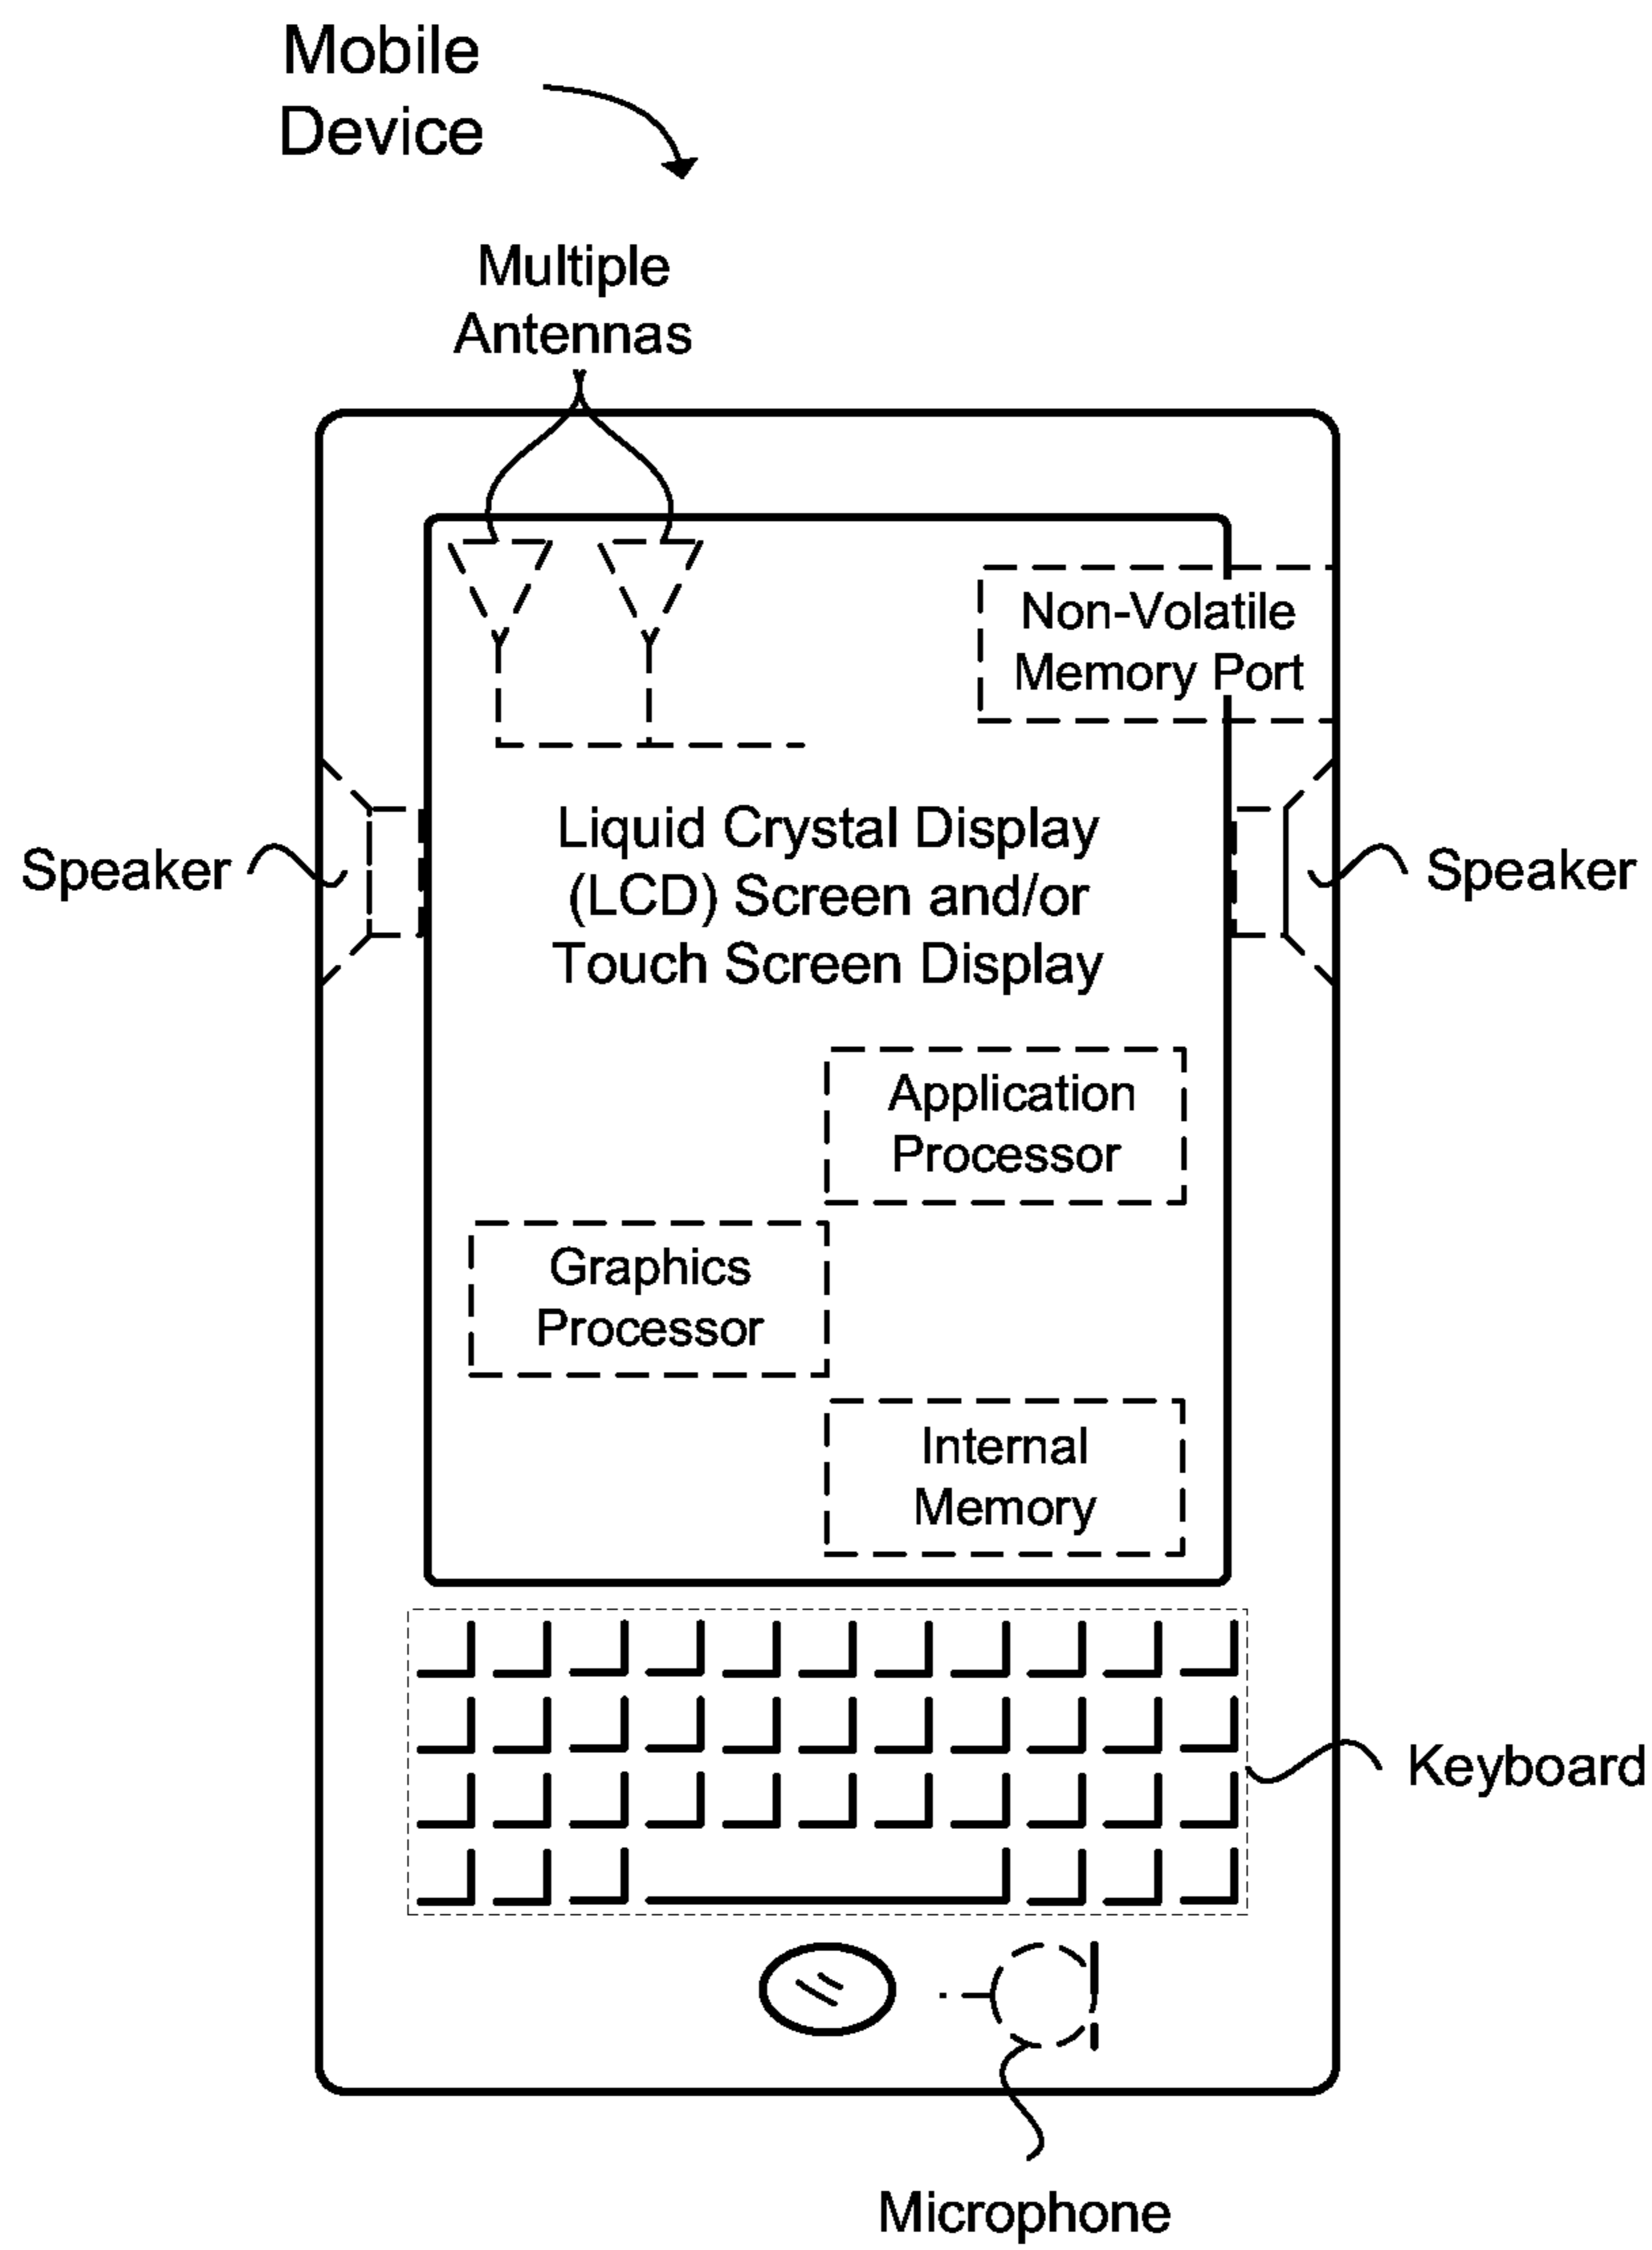 Mobile
Device
Multiple
Antennas
Non-Volatile
Memory Port
Speaker
Liquid Crystal Display
(LCD) Screen and/or
Touch Screen Display
Speaker
Application
Processor
Graphics
Processor
Internal
Memory
Keyboard
Microphone